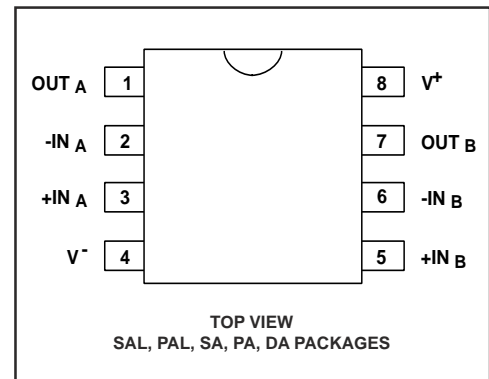 OUT A 1 8 V+
-IN A 2 7 OUT B
+IN A 3 6 -IN B
V- 4 5 +IN B
TOP VIEW
SAL, PAL, SA, PA, DA PACKAGES